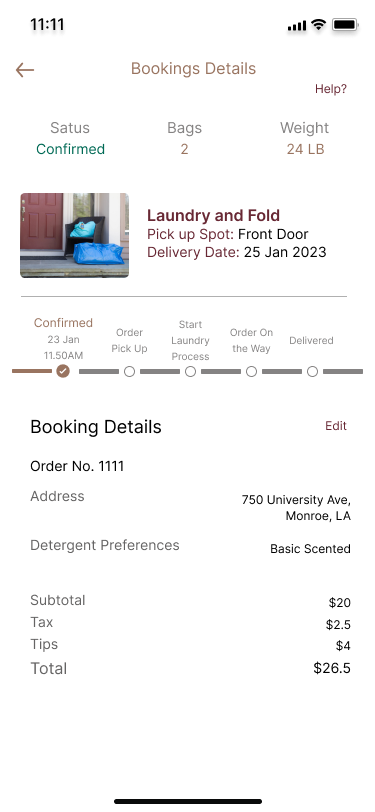 11:11
Bookings Details
Help?
Satus
Bags
Weight
Confirmed
2
24 LB
Laundry and Fold
Pick up Spot: Front Door
Delivery Date: 25 Jan 2023
Confirmed
23 Jan
11.50AM
Order
Pick Up
Start
Laundry
Process
Order On
the Way
Delivered
Booking Details
Edit
Order No. 1111
Address
750 University Ave,
Monroe, LA
Detergent Preferences
Basic Scented
Subtotal
$20
Tax
$2.5
Tips
$4
Total
$26.5